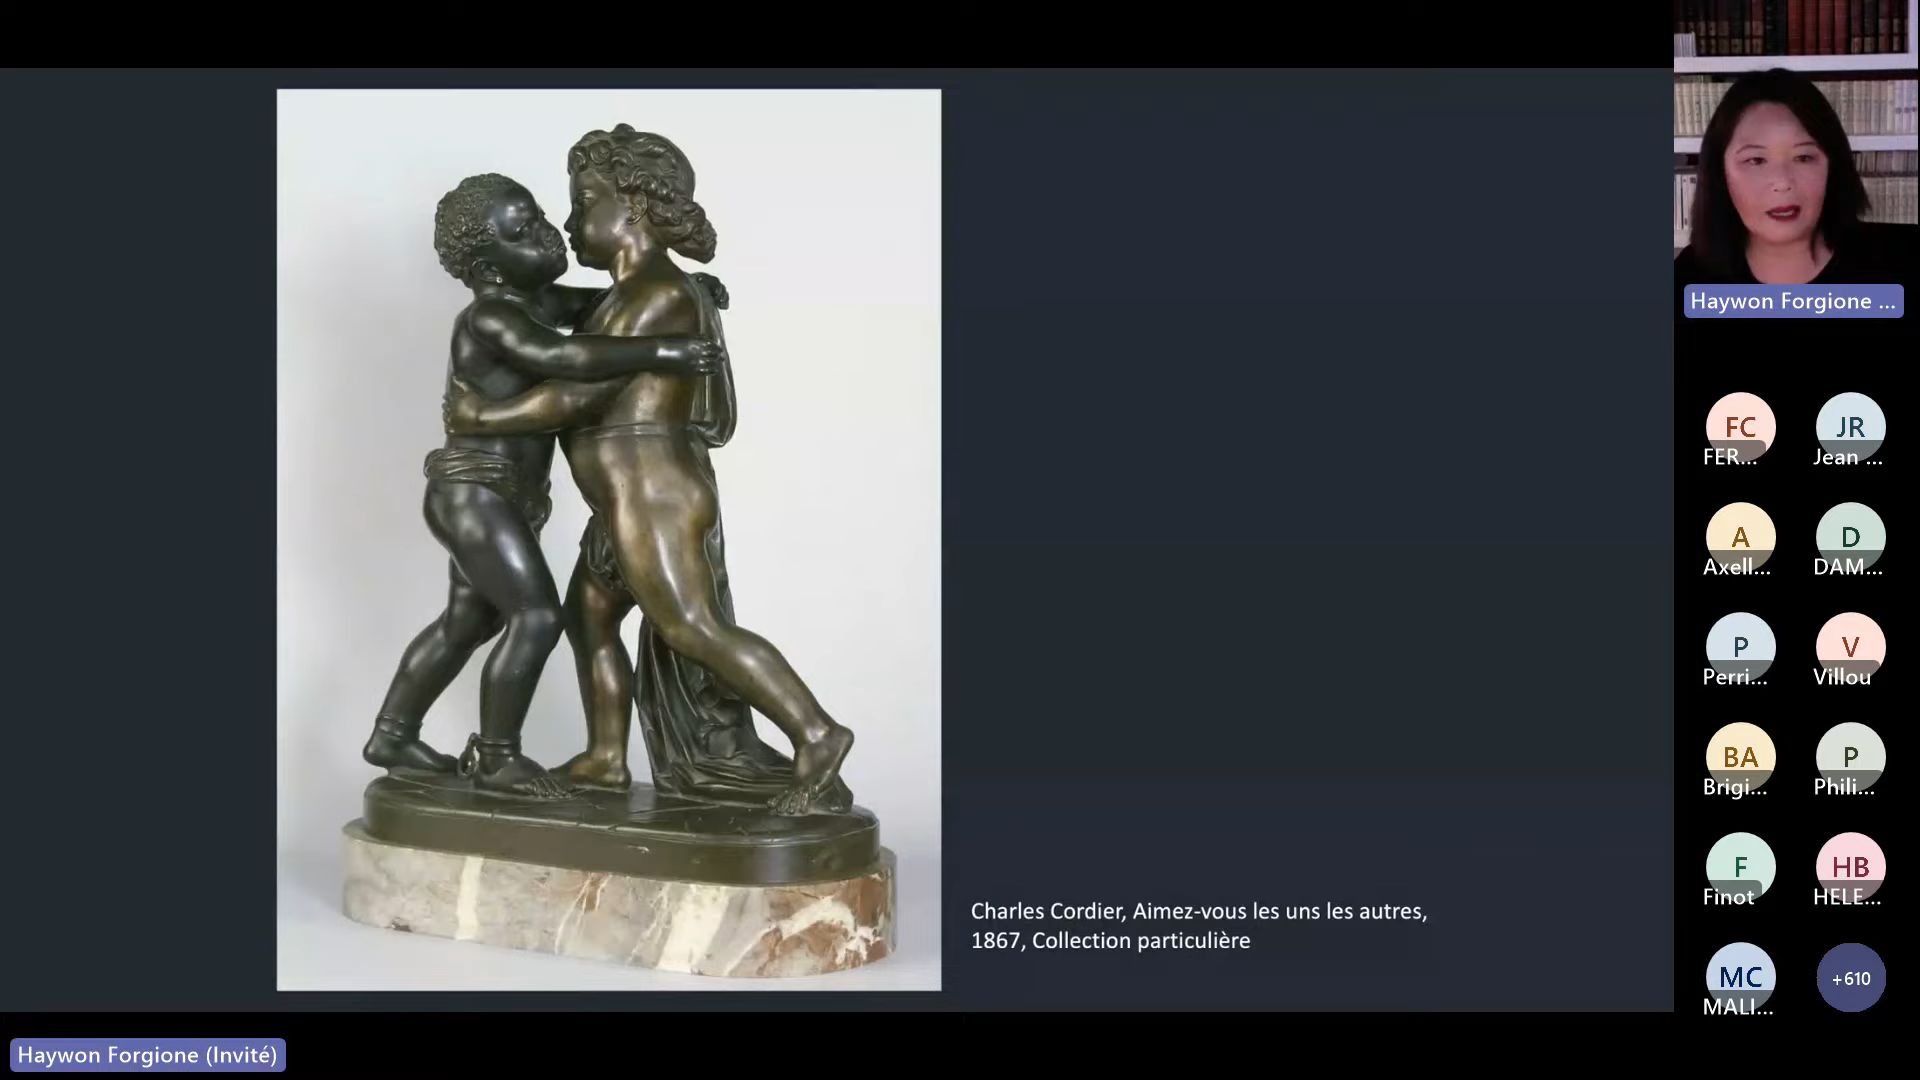 Charles Cordier, Aimez-vous les uns les autres,
1867, Collection particulière
Haywon Forgione ...
FC
FER...
JR
Jean ...
A
Axell...
D
DAM...
P
Perri...
V
Villou
BA
Brigi...
P
Phili...
F
Finot
HB
HELE...
MC
MALI...
+610
Haywon Forgione (Invité)